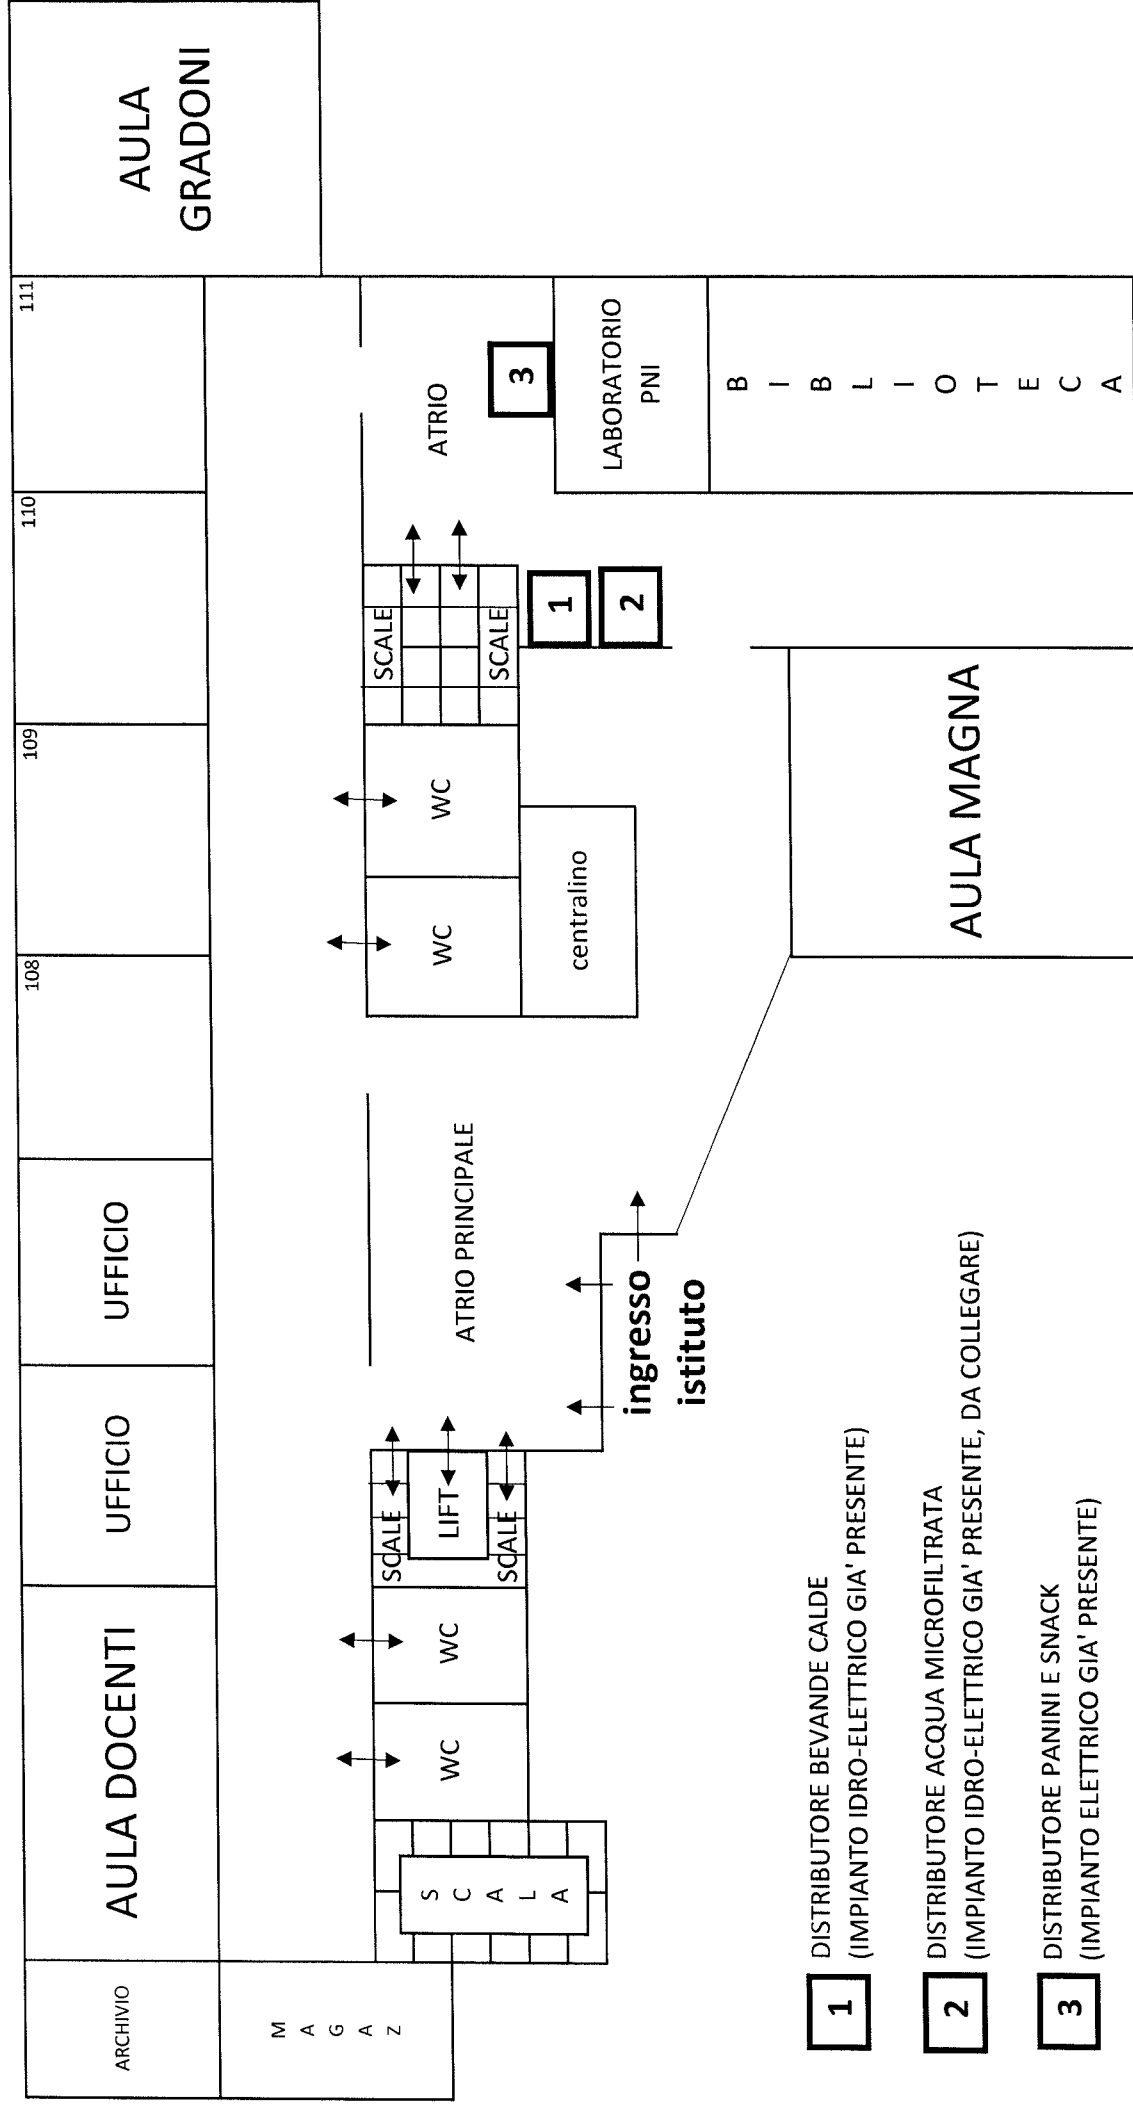 ARCHIVIO
AULA DOCENTI
UFFICIO
UFFICIO
108
109
110
111
AULA
GRADONI
M
A
G
A
Z
S
C
A
L
A
WC
WC
SCALE
LIFT
SCALE
ATRIO PRINCIPALE
WC
WC
SCALE
SCALE
ATRIO
centralino
1
2
3
LABORATORIO
PNI
ingresso
istituto
AULA MAGNA
B
I
B
L
I
O
T
E
C
A
1 DISTRIBUTORE BEVANDE CALDE
(IMPIANTO IDRO-ELETTRICO GIA' PRESENTE)
2 DISTRIBUTORE ACQUA MICROFILTRATA
(IMPIANTO IDRO-ELETTRICO GIA' PRESENTE, DA COLLEGARE)
3 DISTRIBUTORE PANINI E SNACK
(IMPIANTO ELETTRICO GIA' PRESENTE)